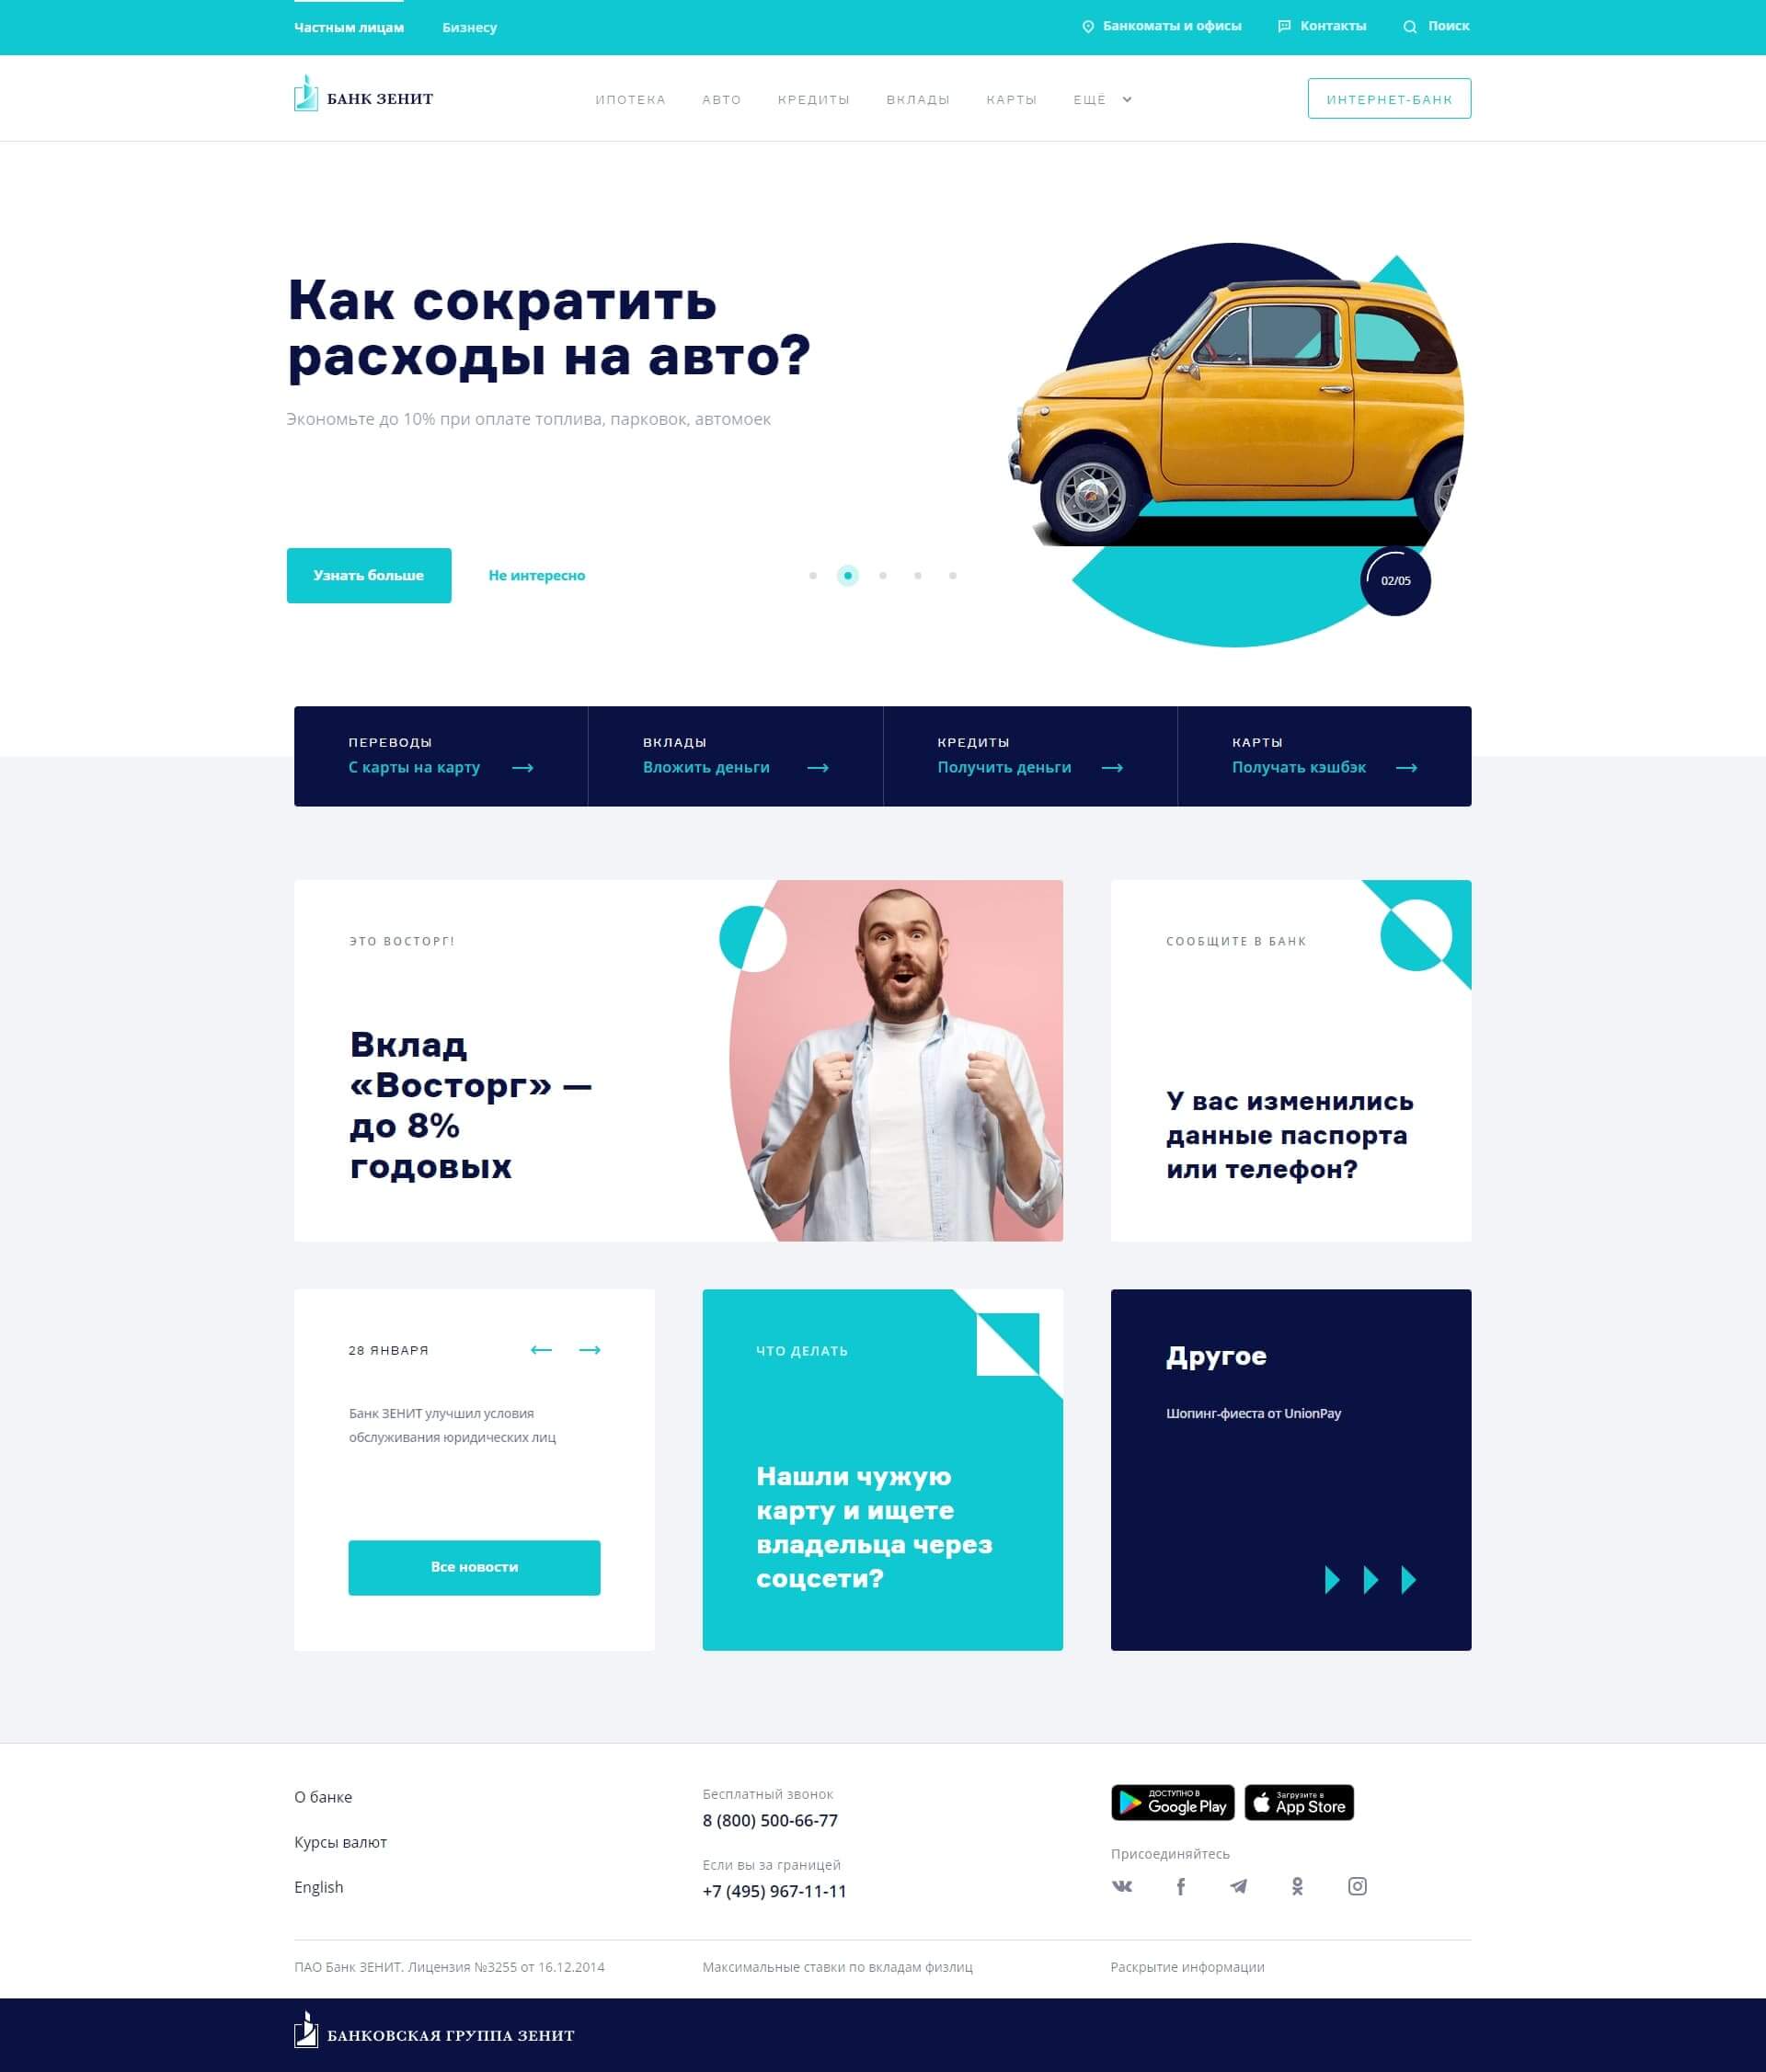 Частным лицам
Бизнесу
Банкоматы и офисы
Контакты
Поиск
БАНК ЗЕНИТ
ИПОТЕКА
АВТО
КРЕДИТЫ
ВКЛАДЫ
КАРТЫ
ЕЩЁ
ИНТЕРНЕТ-БАНК
Как сократить
расходы на авто?
Экономьте до 10% при оплате топлива, парковок, автомоек
Узнать больше
Не интересно
02/05
ПЕРЕВОДЫ
С карты на карту
ВКЛАДЫ
Вложить деньги
КРЕДИТЫ
Получить деньги
КАРТЫ
Получать кэшбэк
ЭТО ВОСТОРГ!
Вклад
«Восторг» —
до 8%
годовых
СООБЩИТЕ В БАНК
У вас изменились
данные паспорта
или телефон?
28 ЯНВАРЯ
Банк ЗЕНИТ улучшил условия
обслуживания юридических лиц
Все новости
ЧТО ДЕЛАТЬ
Нашли чужую
карту и ищете
владельца через
соцсети?
Другое
Шопинг-фиеста от UnionPay
О банке
Курсы валют
English
Бесплатный звонок
8 (800) 500-66-77
Если вы за границей
+7 (495) 967-11-11
ДОСТУПНО В
Google Play
Загрузите в
App Store
Присоединяйтесь
ПАО Банк ЗЕНИТ. Лицензия №3255 от 16.12.2014
Максимальные ставки по вкладам физлиц
Раскрытие информации
БАНКОВСКАЯ ГРУППА ЗЕНИТ